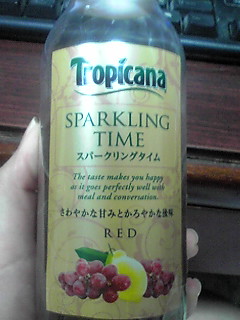 Tropicana
SPARKLING
TIME
スパークリングタイム
The taste makes you happy
as it goes perfectly well with
meal and conversation.
さわやかな甘みとかろやかな後味
RED